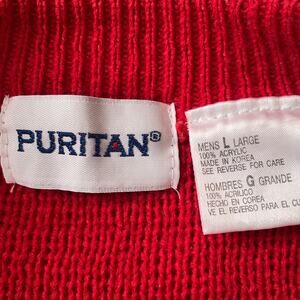 PURITAN®
MENS L LARGE
100% ACRYLIC
MADE IN KOREA
SEE REVERSE FOR CARE
HOMBRES G GRANDE
100% ACRILICO
HECHO EN COREA
VE EL REVERSO PARA EL